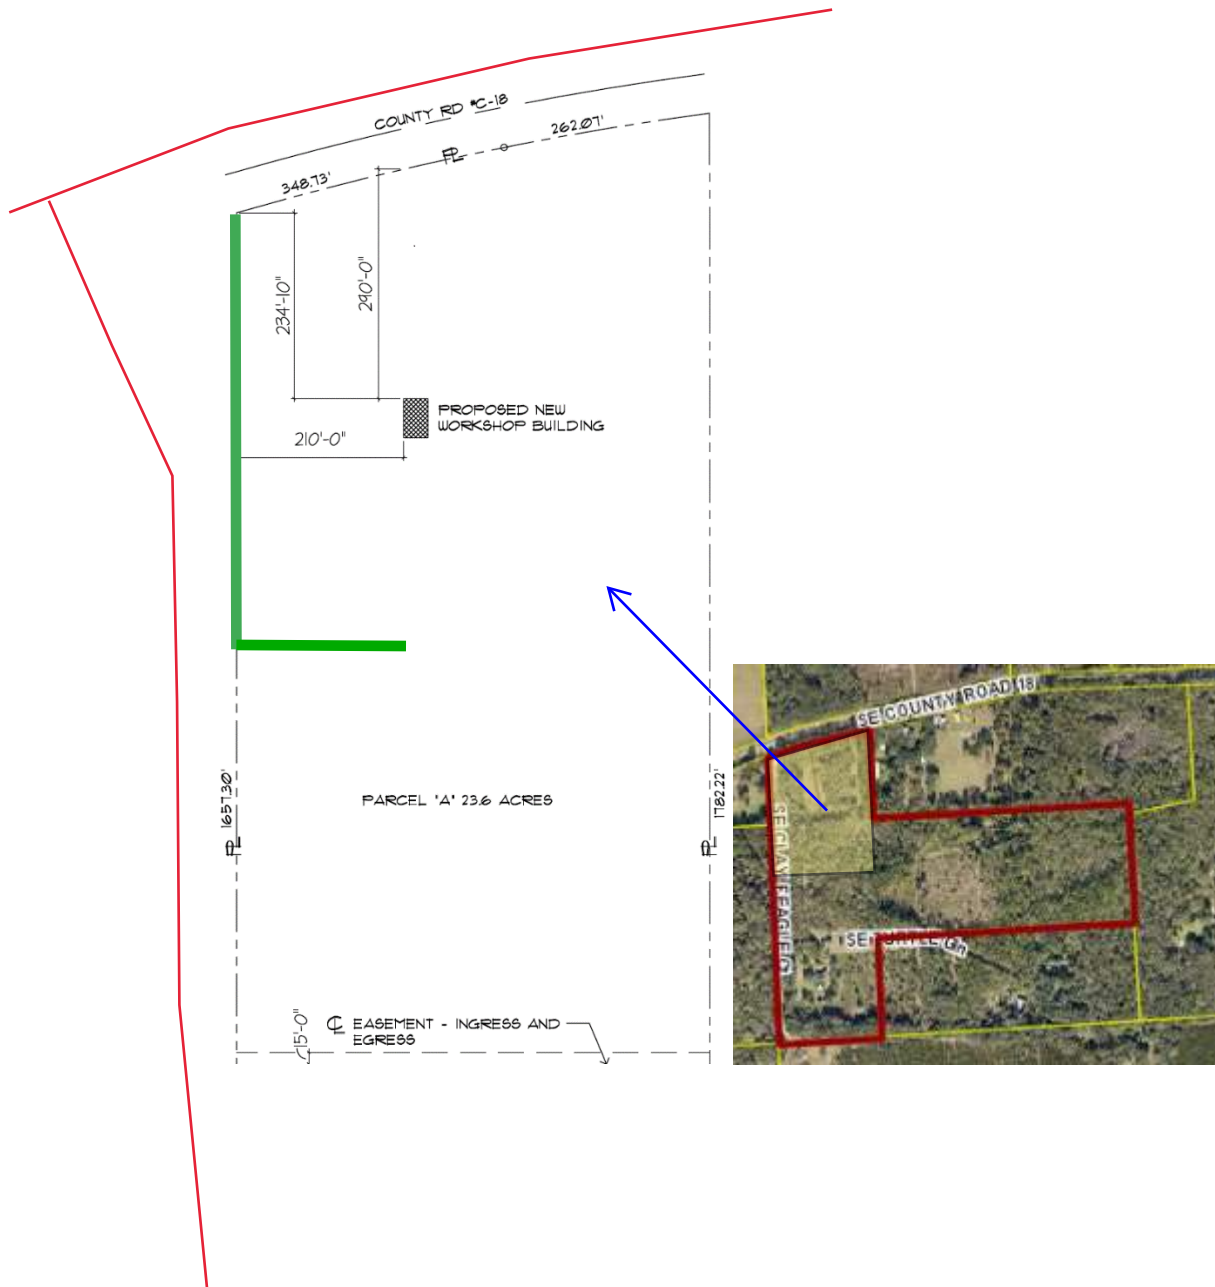 COUNTY RD #C-18
262.07'
PL
348.73'
234'-10"
290'-0"
PROPOSED NEW
WORKSHOP BUILDING
210'-0"
SE COUNTY ROAD 18
1657.30'
PARCEL "A" 23.6 ACRES
1782.22'
PL
PL
SE
15'-0"
CL EASEMENT - INGRESS AND
EGRESS